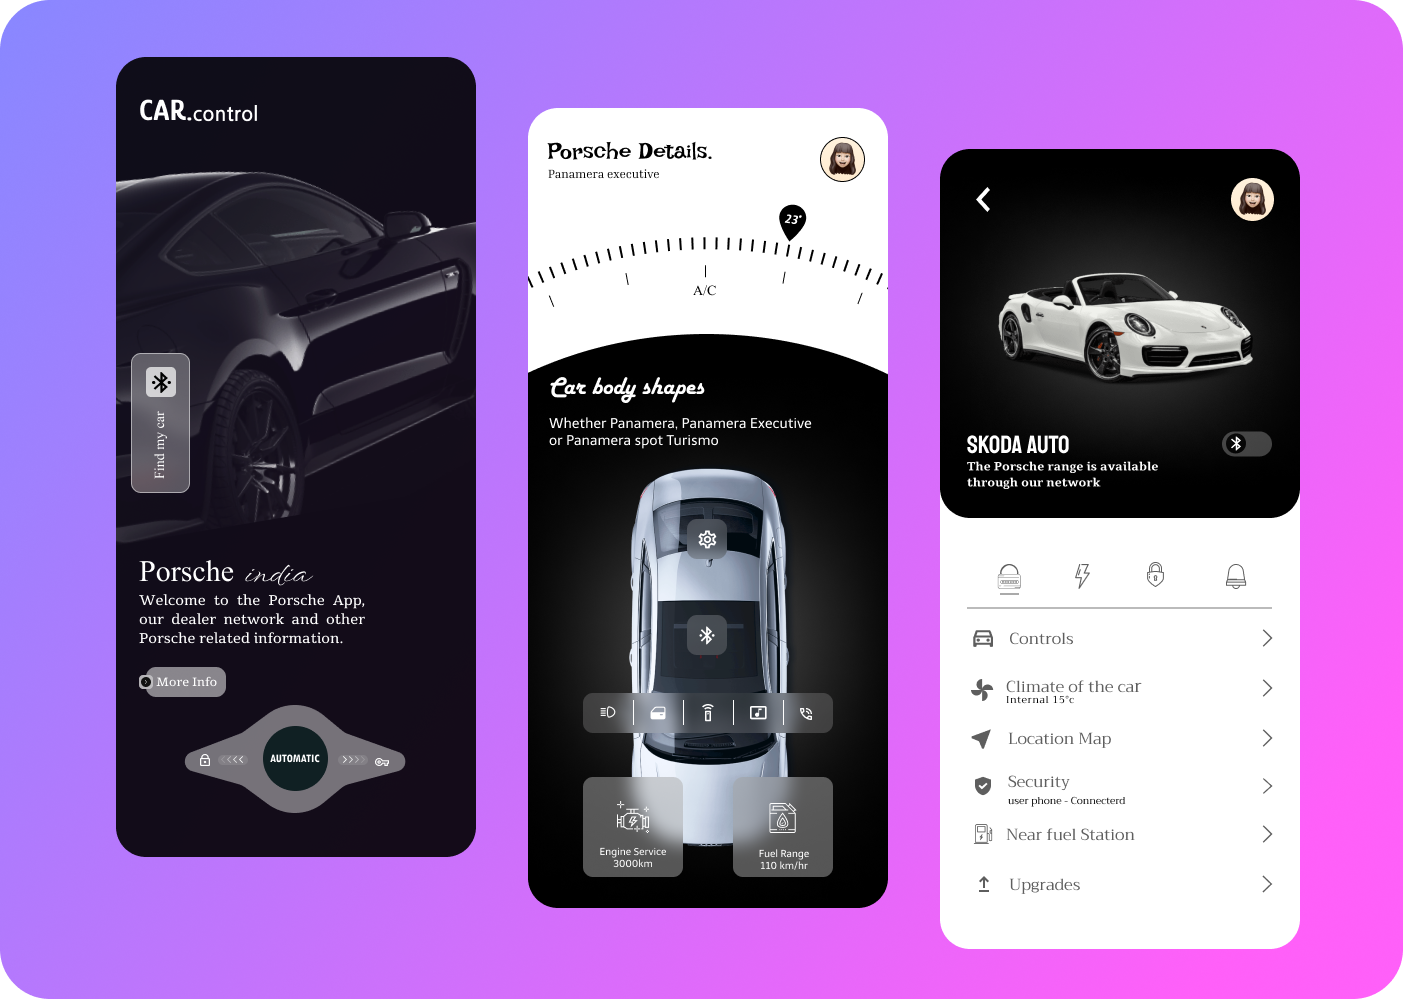 CAR.control
Find my car
Porsche india
Welcome to the Porsche App,
our dealer network and other
Porsche related information.
More Info
AUTOMATIC
Porsche Details.
Panamera executive
23°
A/C
Car body shapes
Whether Panamera, Panamera Executive
or Panamera spot Turismo
Engine Service
3000km
Fuel Range
110 km/hr
SKODA AUTO
The Porsche range is available
through our network
Controls
Climate of the car
Internal 15°c
Location Map
Security
user phone - Connecterd
Near fuel Station
Upgrades